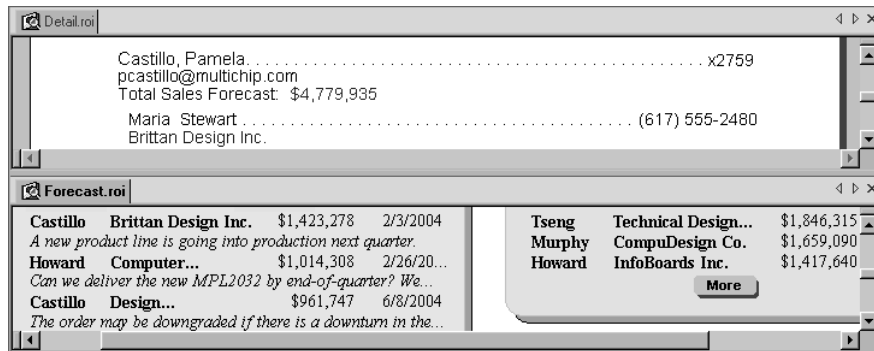 Detail.roi
Castillo, Pamela. . . . . . . . . . . . . . . . . . . . . . . . . . . . . . . . . . . . . . . . . . . . . . . . . x2759
pcastillo@multichip.com
Total Sales Forecast: $4,779,935
Maria Stewart . . . . . . . . . . . . . . . . . . . . . . . . . . . . . . . . . . . . . . . . . . (617) 555-2480
Brittan Design Inc.
Forecast.roi
Castillo Brittan Design Inc. $1,423,278 2/3/2004
A new product line is going into production next quarter.
Howard Computer... $1,014,308 2/26/20...
Can we deliver the new MPL2032 by end-of-quarter? We...
Castillo Design... $961,747 6/8/2004
The order may be downgraded if there is a downturn in the...
Tseng Technical Design... $1,846,315
Murphy CompuDesign Co. $1,659,090
Howard InfoBoards Inc. $1,417,640
More